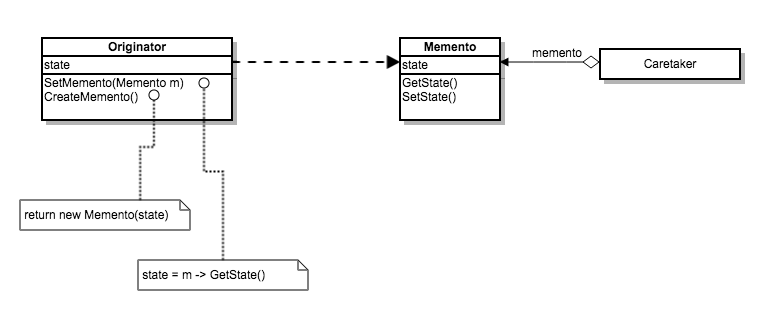 Originator
state
SetMemento(Memento m)
CreateMemento()
Memento
state
GetState()
SetState()
memento
Caretaker
return new Memento(state)
state = m -> GetState()